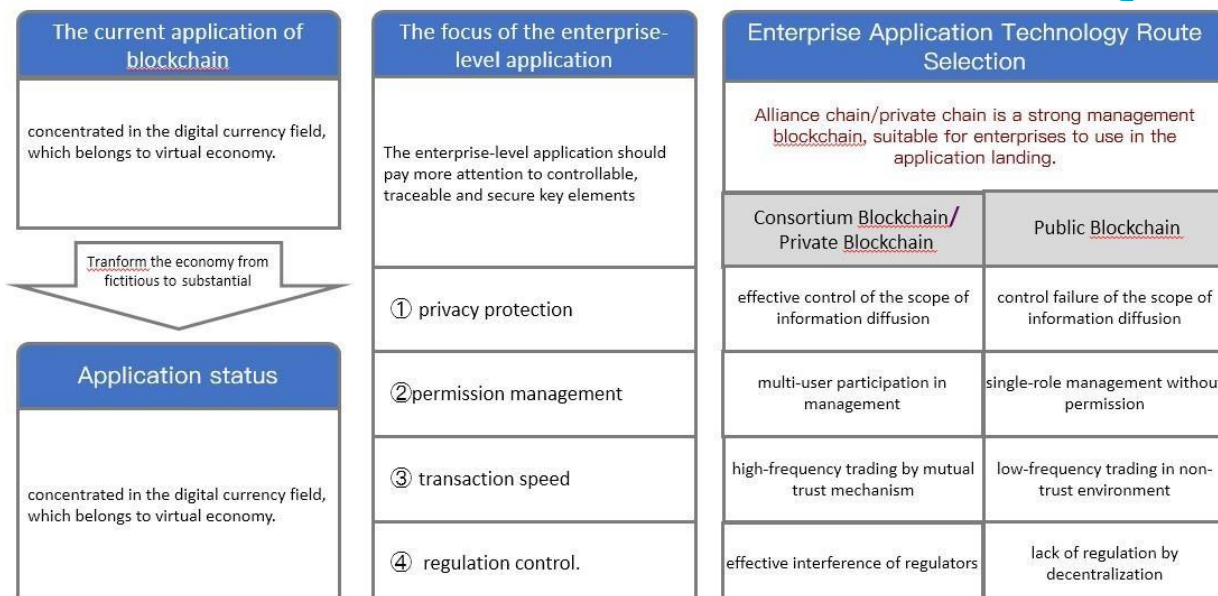 The current application of
blockchain
concentrated in the digital currency field,
which belongs to virtual economy.
Tranform the economy from
fictitious to substantial
Application status
concentrated in the digital currency field,
which belongs to virtual economy.
The focus of the enterprise-
level application
The enterprise-level application should
pay more attention to controllable,
traceable and secure key elements
① privacy protection
②permission management
③ transaction speed
④ regulation control.
Enterprise Application Technology Route
Selection
Alliance chain/private chain is a strong management
blockchain, suitable for enterprises to use in the
application landing.
Consortium Blockchain/
Private Blockchain
Public Blockchain
effective control of the scope of
information diffusion
control failure of the scope of
information diffusion
multi-user participation in
management
single-role management withou
permission
high-frequency trading by mutual
trust mechanism
low-frequency trading in non-
trust environment
effective interference of regulators
lack of regulation by
decentralization